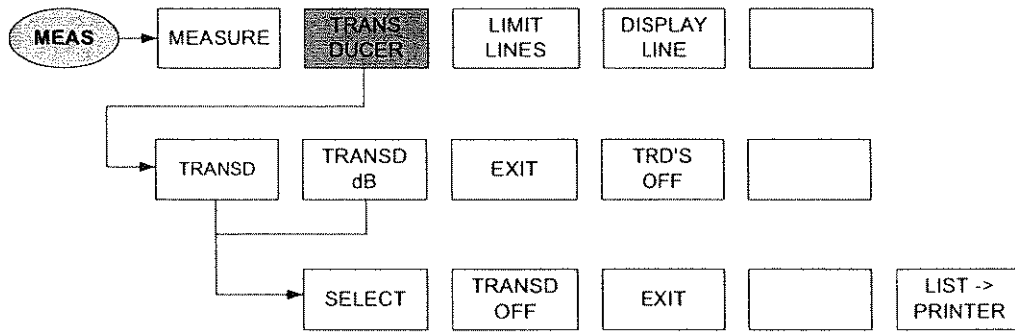 MEAS
MEASURE
TRANS
DUCER
LIMIT
LINES
DISPLAY
LINE
TRANSD
TRANSD
dB
EXIT
TRD'S
OFF
SELECT
TRANSD
OFF
EXIT
LIST ->
PRINTER